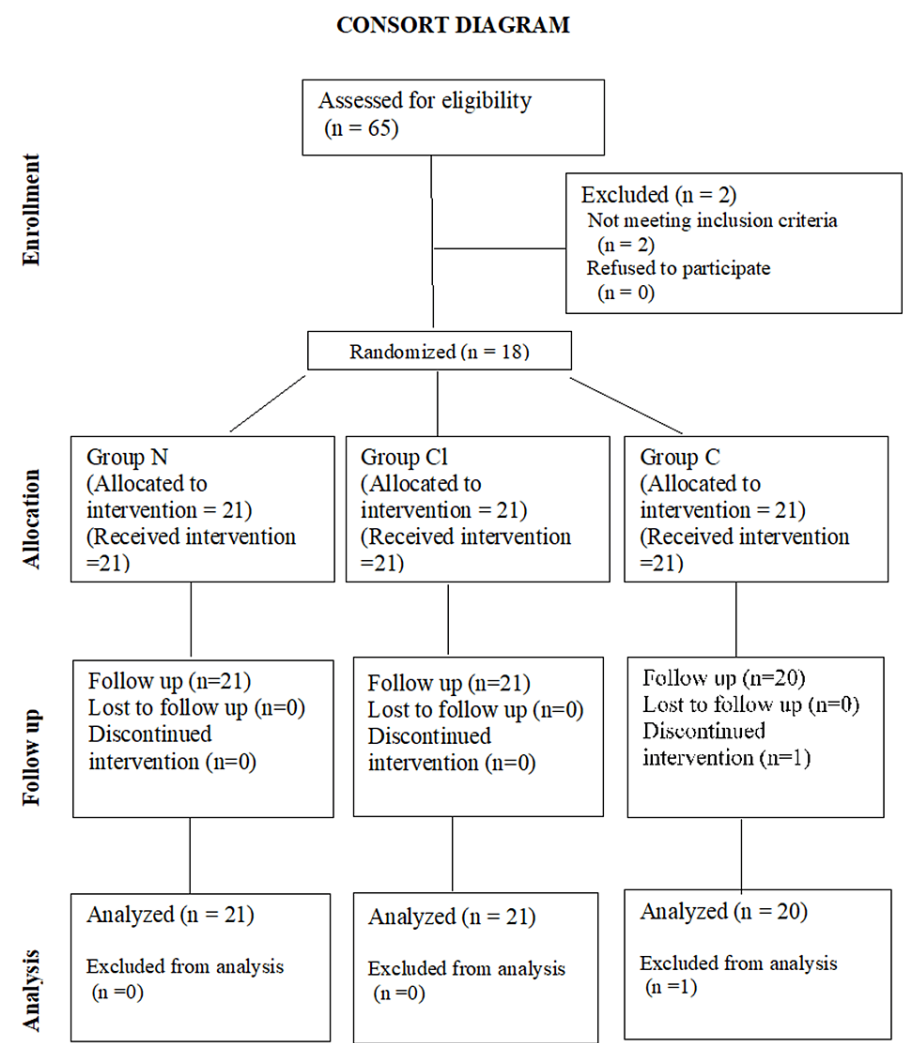 CONSORT DIAGRAM
Enrollment
Assessed for eligibility
(n = 65)
Excluded (n = 2)
Not meeting inclusion criteria
(n = 2)
Refused to participate
(n = 0)
Randomized (n = 18)
Allocation
Group N
(Allocated to
intervention = 21)
(Received intervention
=21)
Group Cl
(Allocated to
intervention = 21)
(Received intervention
=21)
Group C
(Allocated to
intervention = 21)
(Received intervention
=21)
Follow up
Follow up (n=21)
Lost to follow up (n=0)
Discontinued
intervention (n=0)
Follow up (n=21)
Lost to follow up (n=0)
Discontinued
intervention (n=0)
Follow up (n=20)
Lost to follow up (n=0)
Discontinued
intervention (n=1)
Analysis
Analyzed (n = 21)
Excluded from analysis
(n =0)
Analyzed (n = 21)
Excluded from analysis
(n =0)
Analyzed (n = 20)
Excluded from analysis
(n =1)